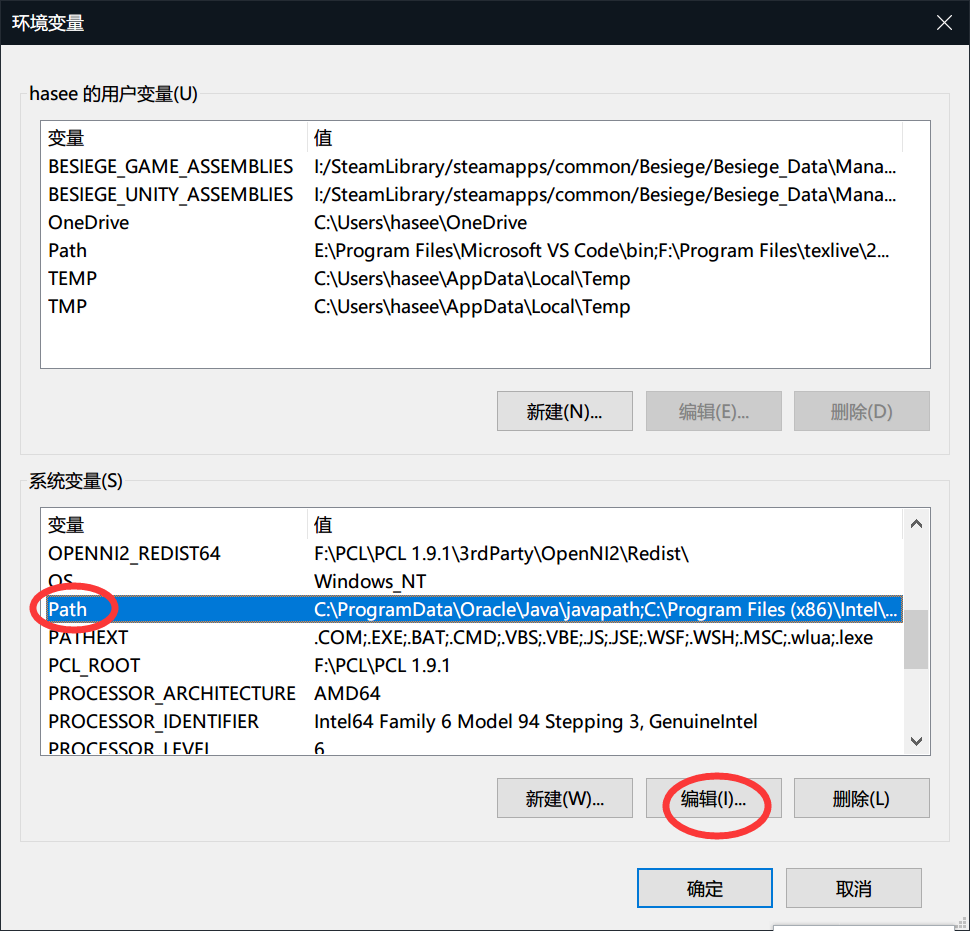 环境变量
hasee 的用户变量(U)
变量 值
BESIEGE_GAME_ASSEMBLIES I:/SteamLibrary/steamapps/common/Besiege/Besiege_Data\Mana...
BESIEGE_UNITY_ASSEMBLIES I:/SteamLibrary/steamapps/common/Besiege/Besiege_Data\Mana...
OneDrive C:\Users\hasee\OneDrive
Path E:\Program Files\Microsoft VS Code\bin;F:\Program Files\texlive\2...
TEMP C:\Users\hasee\AppData\Local\Temp
TMP C:\Users\hasee\AppData\Local\Temp
新建(N)... 编辑(E)... 删除(D)
系统变量(S)
变量 值
OPENNI2_REDIST64 F:\PCL\PCL 1.9.1\3rdParty\OpenNI2\Redist\
OS Windows_NT
Path C:\ProgramData\Oracle\Java\javapath;C:\Program Files (x86)\Intel\...
PATHEXT .COM;.EXE;.BAT;.CMD;.VBS;.VBE;.JS;.JSE;.WSF;.WSH;.MSC;.wlua;.lexe
PCL_ROOT F:\PCL\PCL 1.9.1
PROCESSOR_ARCHITECTURE AMD64
PROCESSOR_IDENTIFIER Intel64 Family 6 Model 94 Stepping 3, GenuineIntel
PROCESSOR_LEVEL 6
新建(W)... 编辑(I)... 删除(L)
确定 取消